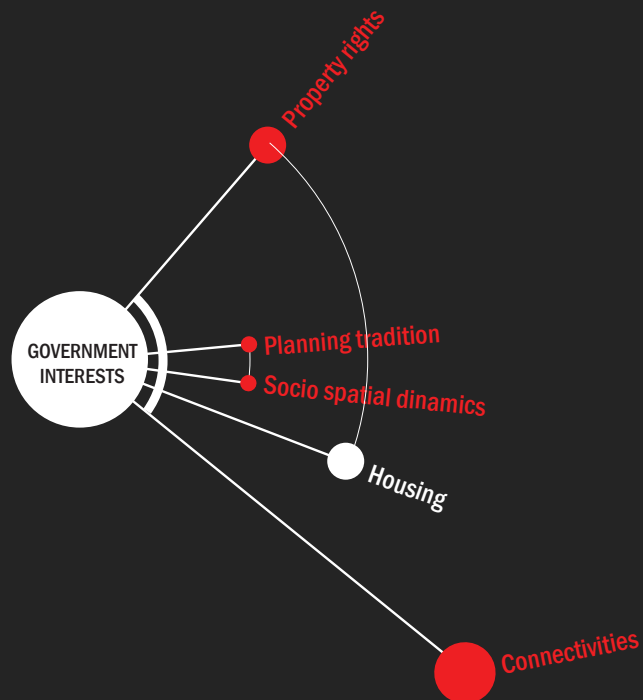 Property rights
GOVERNMENT
INTERESTS
Planning tradition
Socio spatial dinamics
Housing
Connectivities